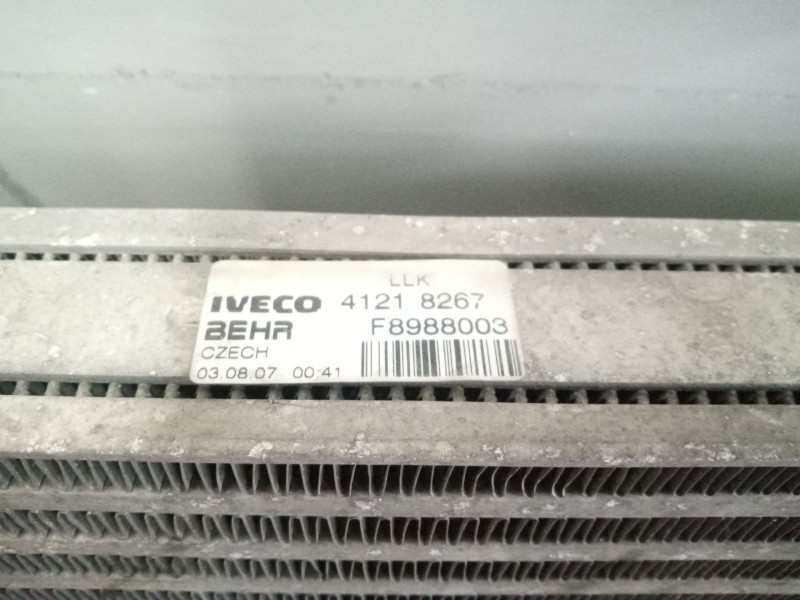 LLK
IVECO 4121 8267
BEHR F8988003
CZECH
03.08.07 00:41